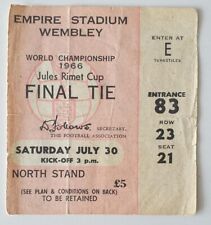 EMPIRE STADIUM
WEMBLEY
WORLD CHAMPIONSHIP
1966
Jules Rimet Cup
FINAL TIE
SECRETARY,
THE FOOTBALL ASSOCIATION
SATURDAY JULY 30
KICK-OFF 3 p.m.
NORTH STAND
£5
(SEE PLAN & CONDITIONS ON BACK)
TO BE RETAINED
ENTER AT
E
TURNSTILES
ENTRANCE
83
ROW
23
SEAT
21